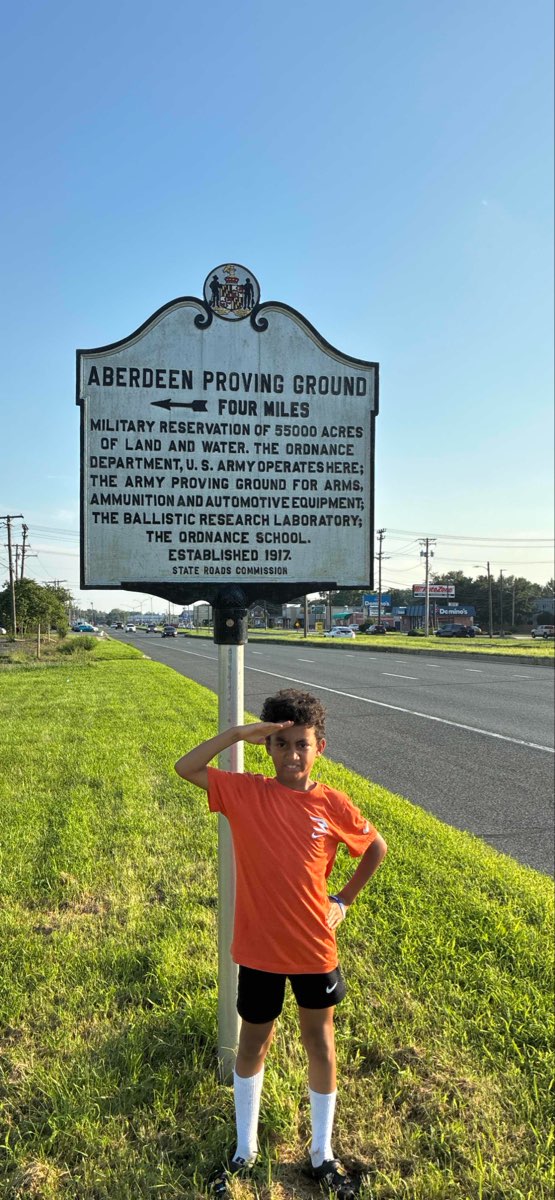 ABERDEEN PROVING GROUND
FOUR MILES
MILITARY RESERVATION OF 55000 ACRES
OF LAND AND WATER. THE ORDNANCE
DEPARTMENT, U. S. ARMY OPERATES HERE;
THE ARMY PROVING GROUND FOR ARMS,
AMMUNITION AND AUTOMOTIVE EQUIPMENT;
THE BALLISTIC RESEARCH LABORATORY;
THE ORDNANCE SCHOOL.
ESTABLISHED 1917.
STATE ROADS COMMISSION
AutoZone
Domino's